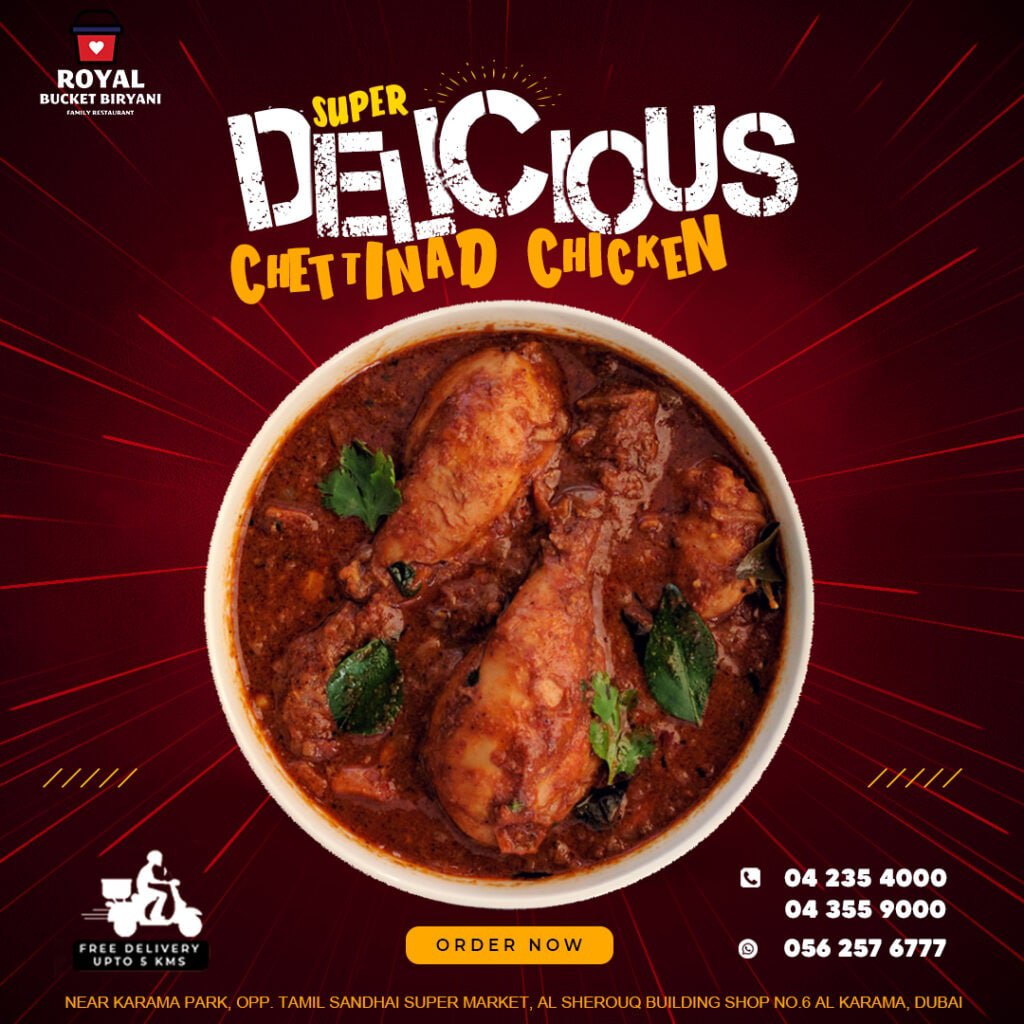 ROYAL
BUCKET BIRYANI
FAMILY RESTAURANT
SUPER
DELICIOUS
CHETTINAD CHICKEN
FREE DELIVERY
UPTO 5 KMS
ORDER NOW
04 235 4000
04 355 9000
056 257 6777
NEAR KARAMA PARK, OPP. TAMIL SANDHAI SUPER MARKET, AL SHEROUQ BUILDING SHOP NO.6 AL KARAMA, DUBAI